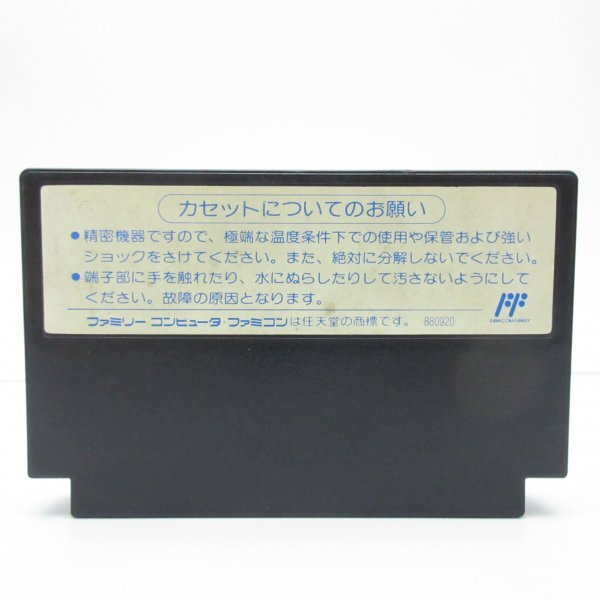 カセットについてのお願い
●精密機器ですので、極端な温度条件下での使用や保管および強い
ショックをさけてください。また、絶対に分解しないでください。
●端子部に手を触れたり、水にぬらしたりして汚さないようにして
ください。故障の原因となります。
ファミリーコンピュータ・ファミコンは任天堂の商標です。 880920
FF
FAMICOM FAMILY